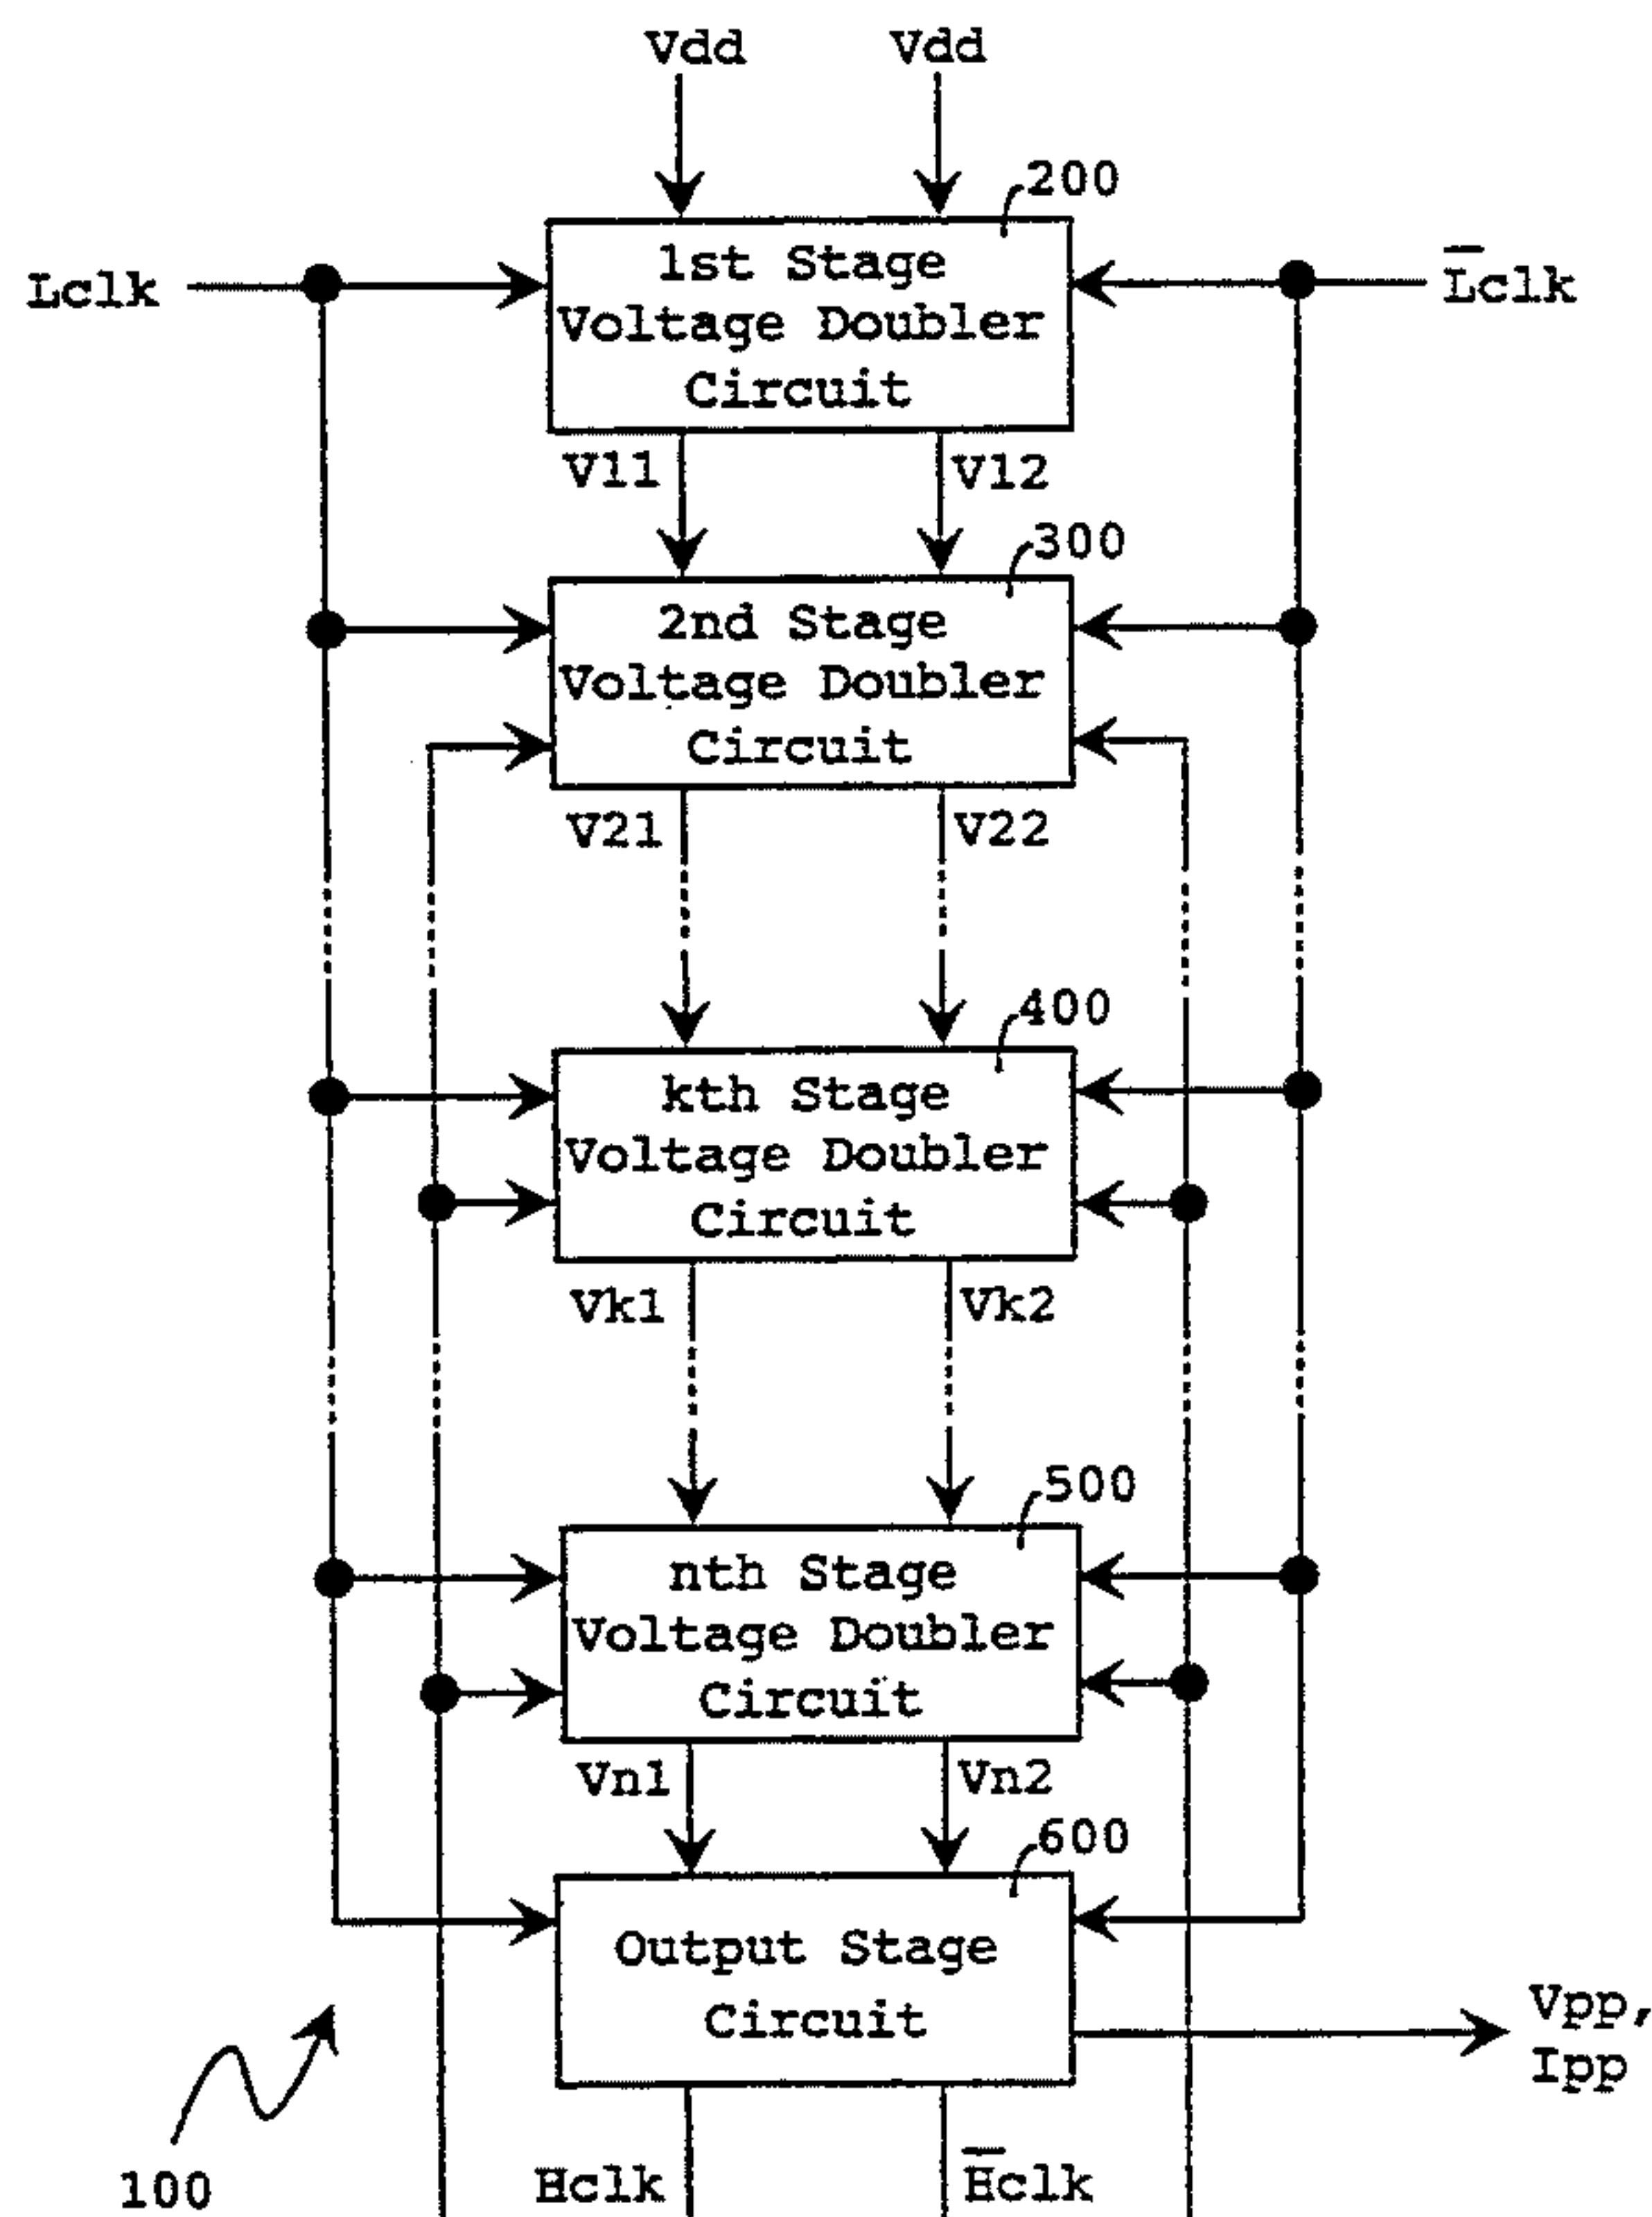 Vdd Vdd
200
Lclk
1st Stage
Voltage Doubler
Circuit
L̅clk
V11 V12
300
2nd Stage
Voltage Doubler
Circuit
V21 V22
400
kth Stage
Voltage Doubler
Circuit
Vk1 Vk2
500
nth Stage
Voltage Doubler
Circuit
Vn1 Vn2
600
Output Stage
Circuit
Vpp,
Ipp
100
Hclk H̅clk